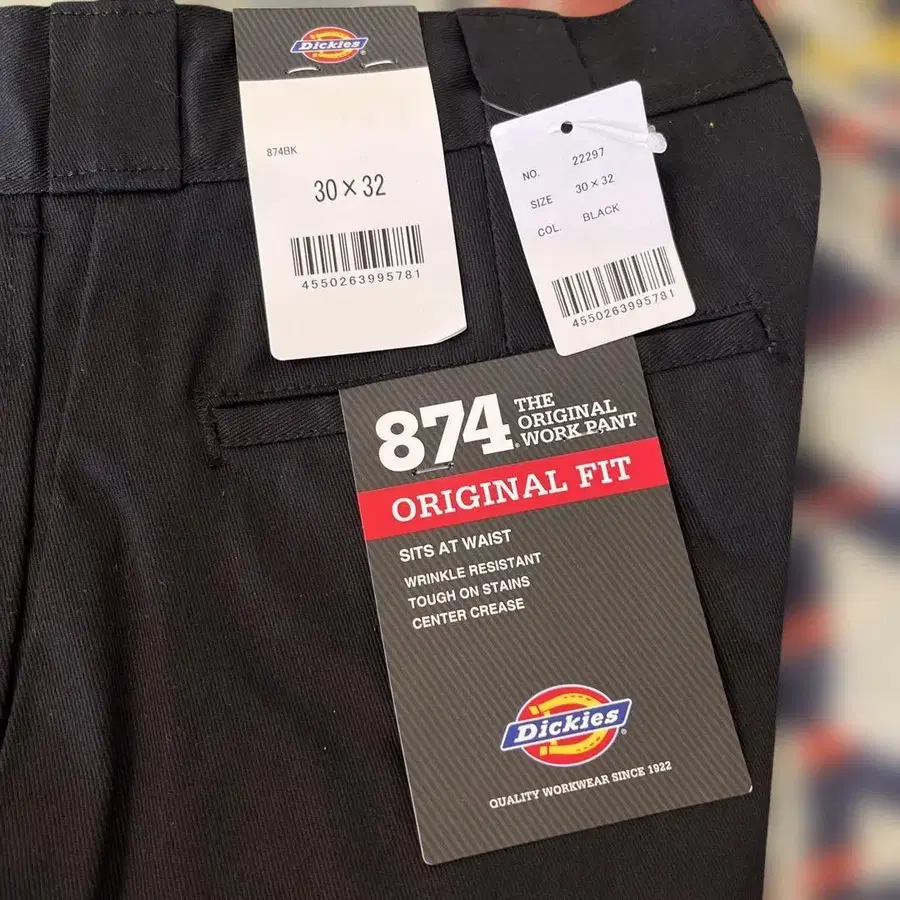 Dickies
874BK
30 × 32
4550263995781
NO. 22297
SIZE 30 × 32
COL. BLACK
4550263995781
874
THE
ORIGINAL
WORK PANT
ORIGINAL FIT
SITS AT WAIST
WRINKLE RESISTANT
TOUGH ON STAINS
CENTER CREASE
Dickies
QUALITY WORKWEAR SINCE 1922